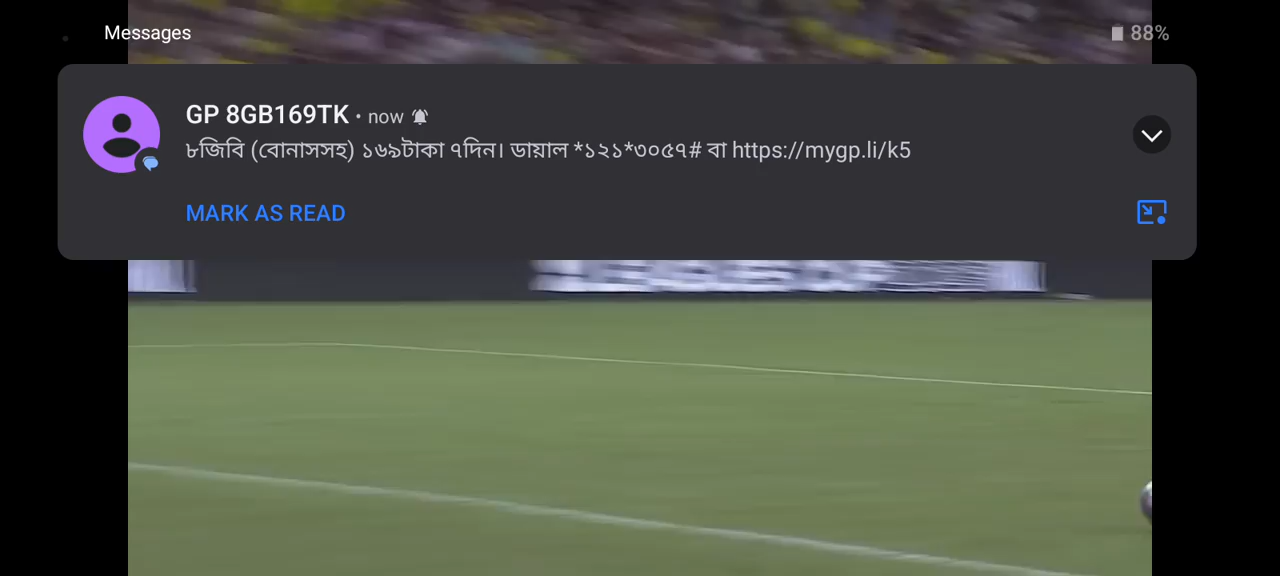 Messages
88%
GP 8GB169TK • now
৮জিবি (বোনাসসহ) ১৬৯টাকা ৭দিন। ডায়াল *১২১*৩০৫৭# বা https://mygp.li/k5
MARK AS READ